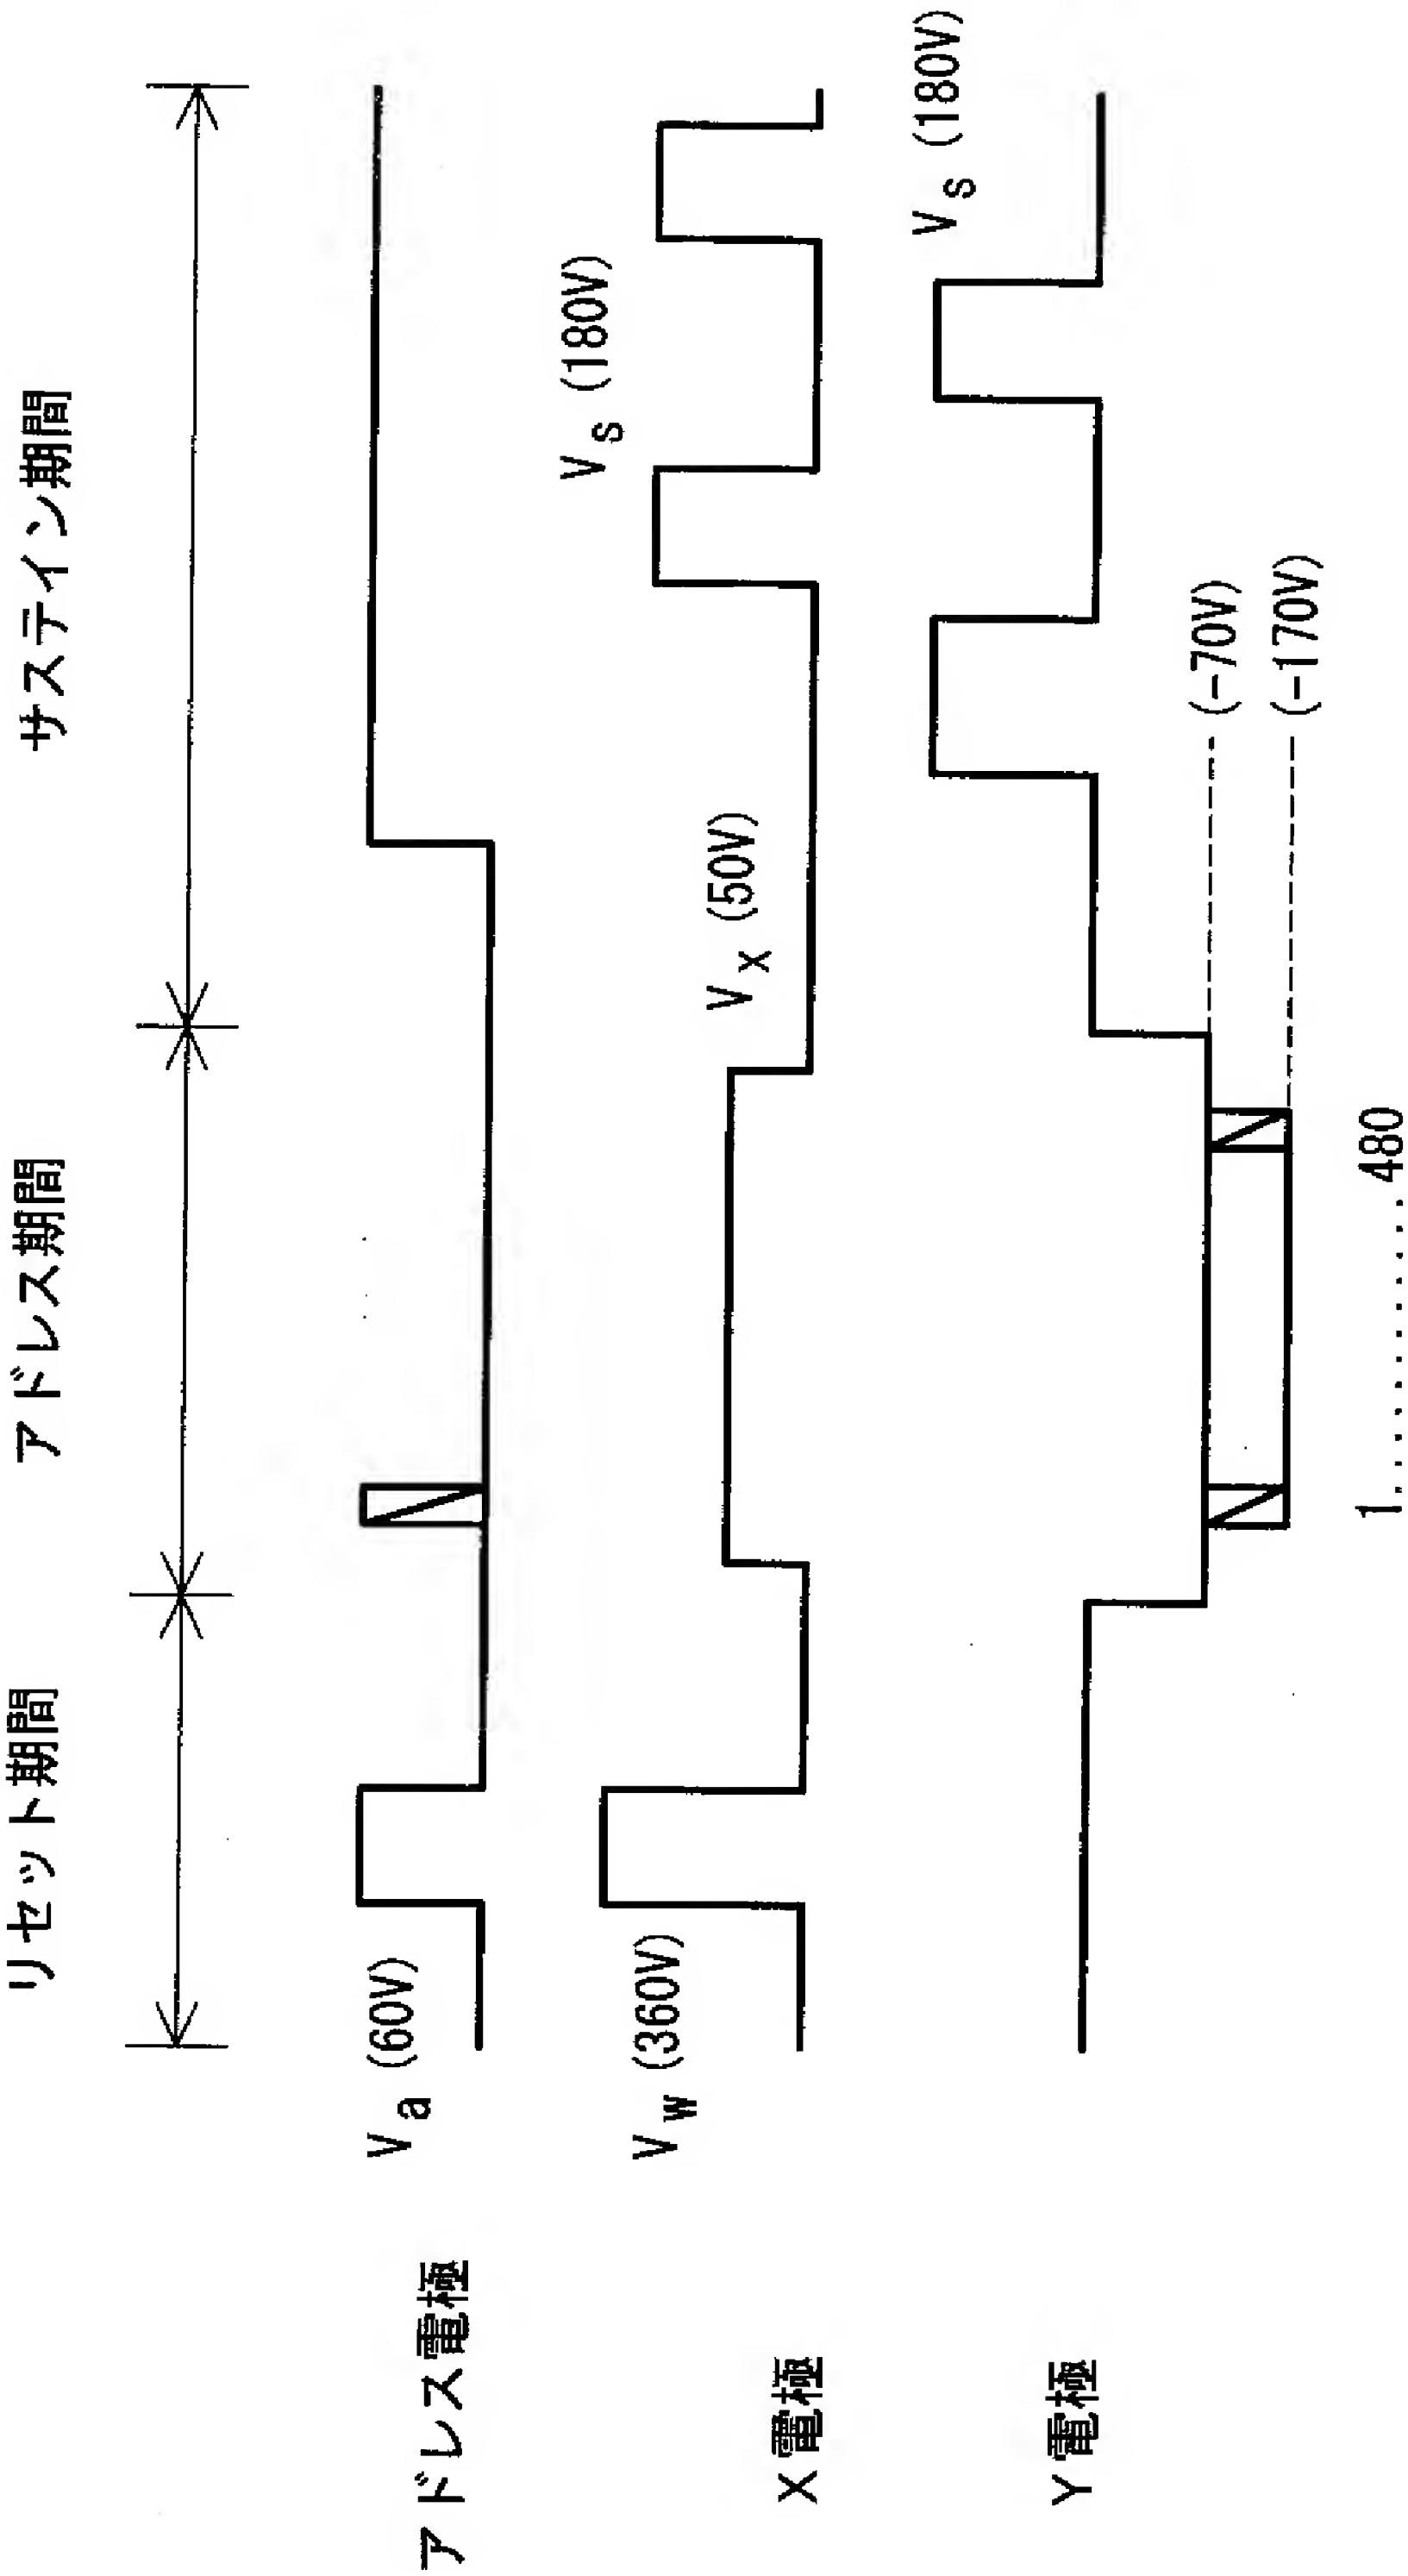 リセット期間
アドレス期間
サステイン期間
アドレス電極
Va (60V)
X電極
Vw (360V)
Vx (50V)
Vs (180V)
Y電極
Vs (180V)
(-70V)
(-170V)
1...........480